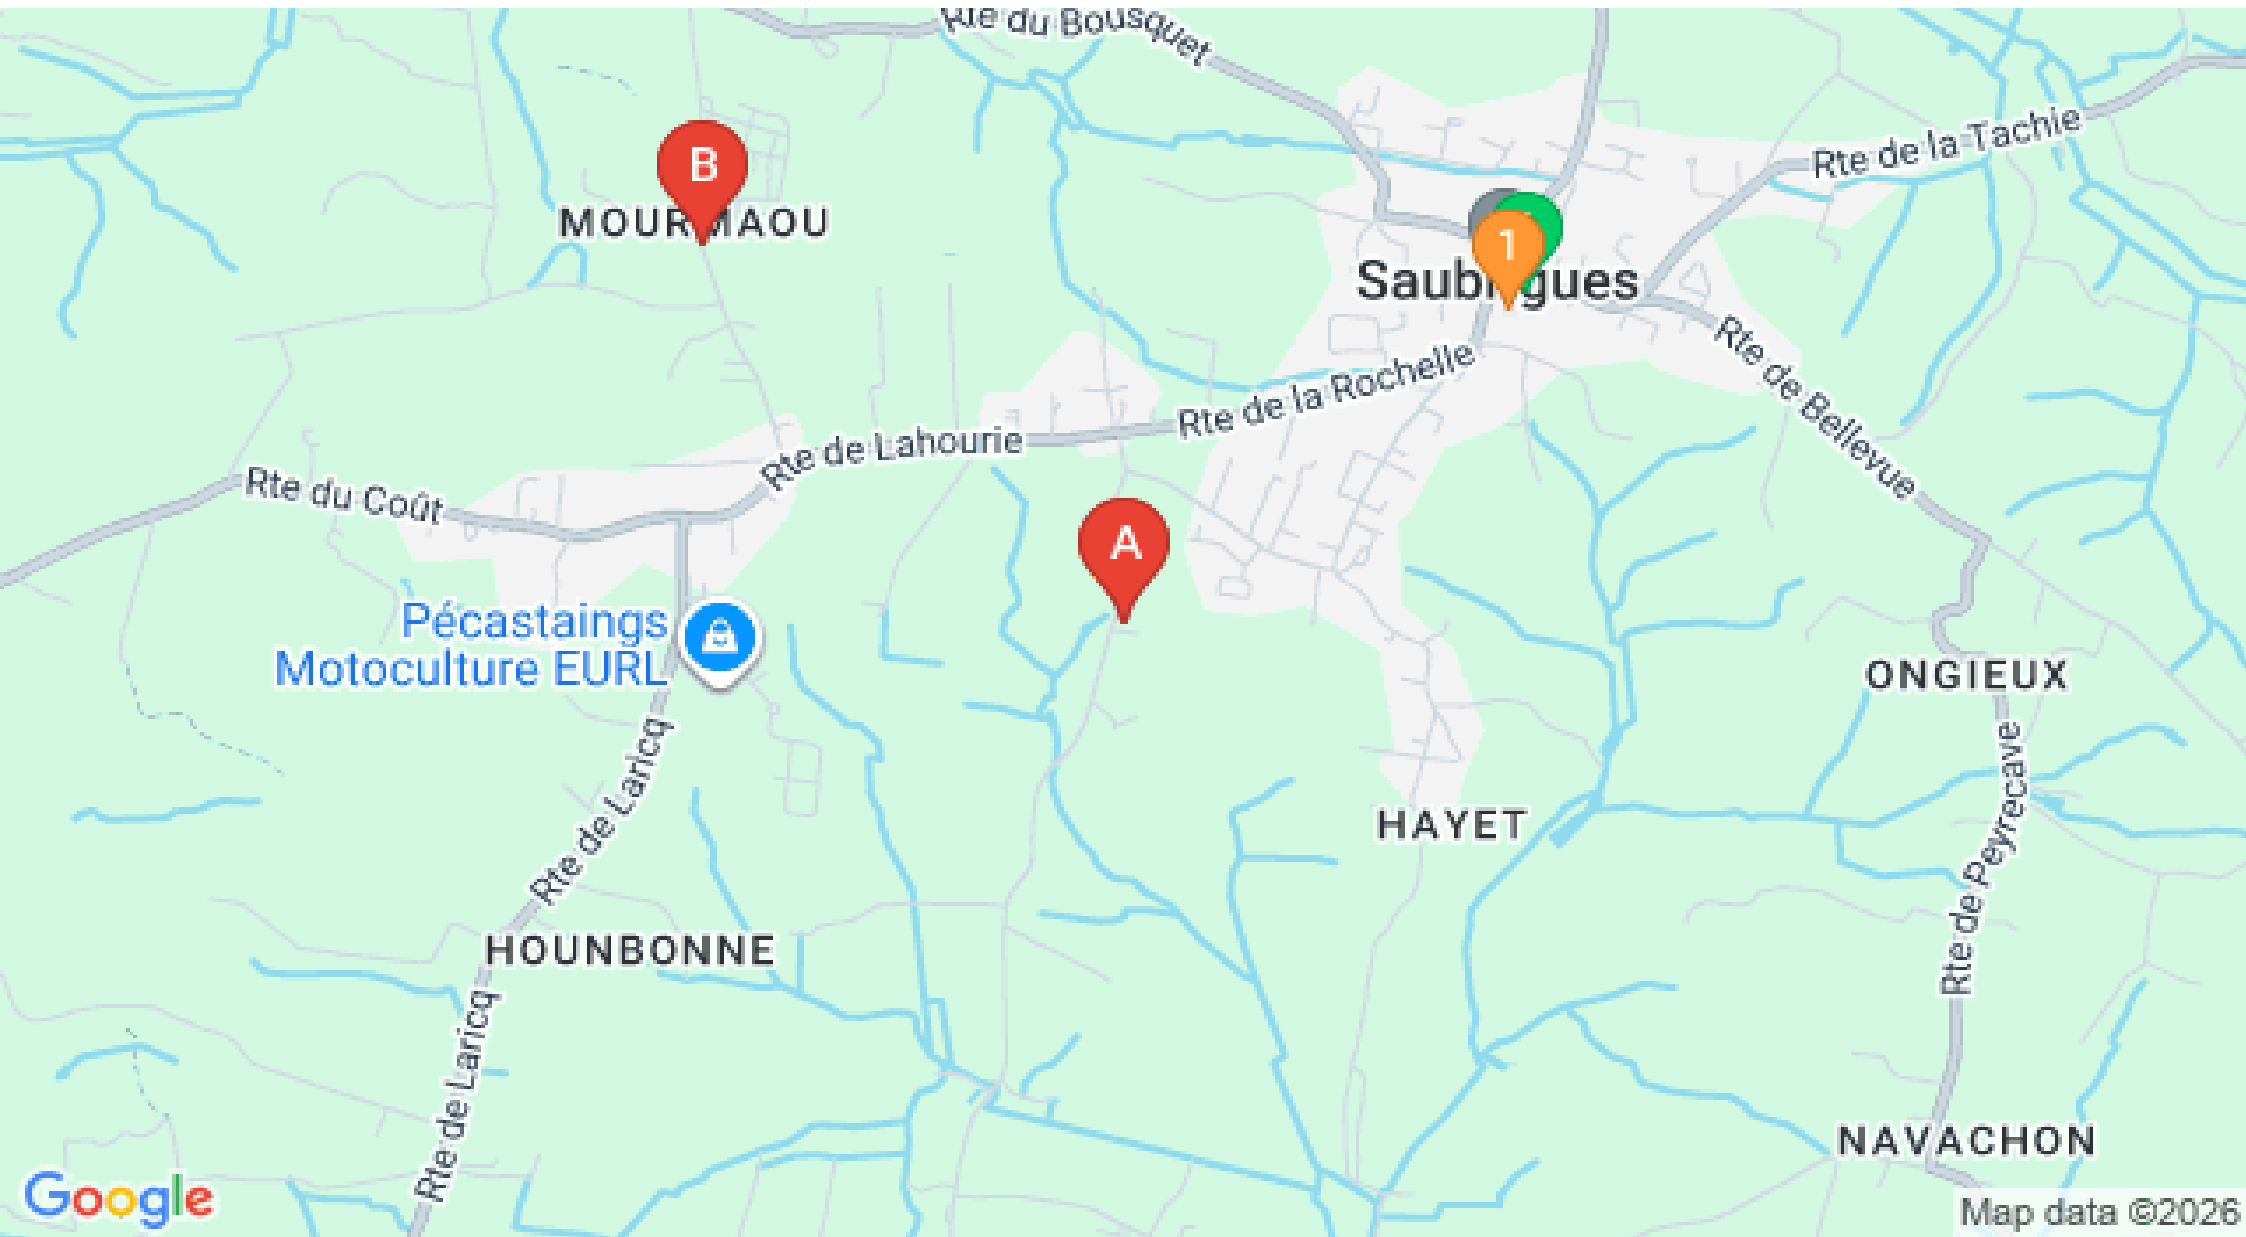 Rte du Bousquet
Rte de la Tachie
B
MOURMAOU
1
Saubrigues
Rte de la Rochelle
Rte de Bellevue
Rte de Lahourie
Rte du Coût
A
Pécastaings
Motoculture EURL
ONGIEUX
Rte de Laricq
HAYET
Rte de Peyrecave
HOUNBONNE
Rte de Laricq
NAVACHON
Google
Map data ©2026